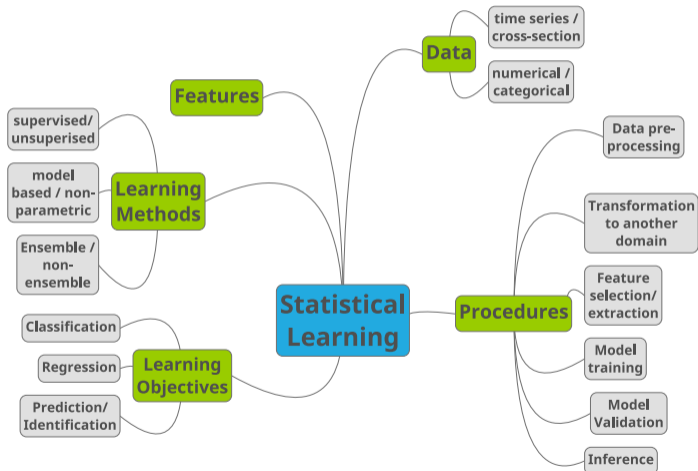 time series /
cross-section
Data
numerical /
categorical
Features
supervised/
unsuperised
model
based / non-
parametric
Learning
Methods
Ensemble /
non-
ensemble
Statistical
Learning
Classification
Regression
Learning
Objectives
Prediction/
Identification
Procedures
Data pre-
processing
Transformation
to another
domain
Feature
selection/
extraction
Model
training
Model
Validation
Inference